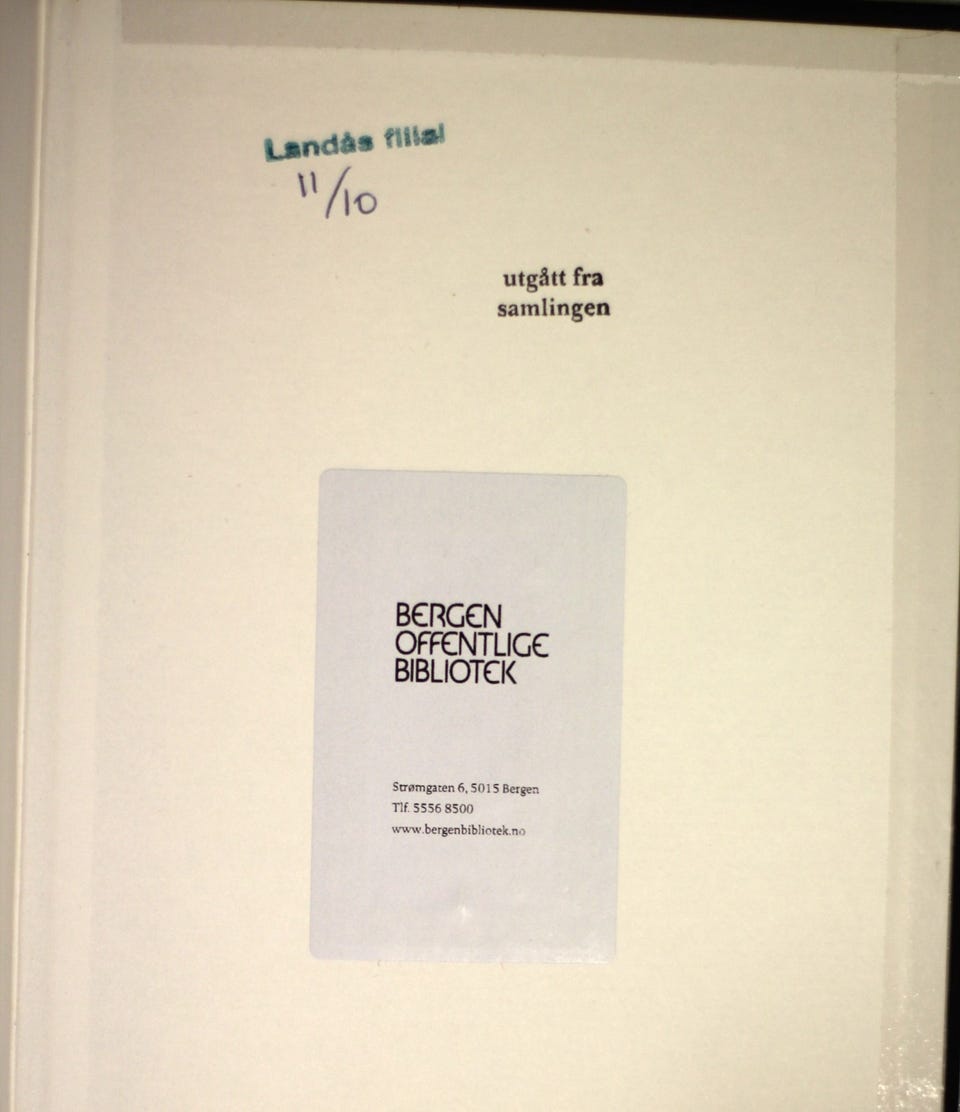 Landås filial
11/10
utgått fra
samlingen
BERGEN
OFFENTLIGE
BIBLIOTEK
Strømgaten 6, 5015 Bergen
Tlf. 5556 8500
www.bergenbibliotek.no